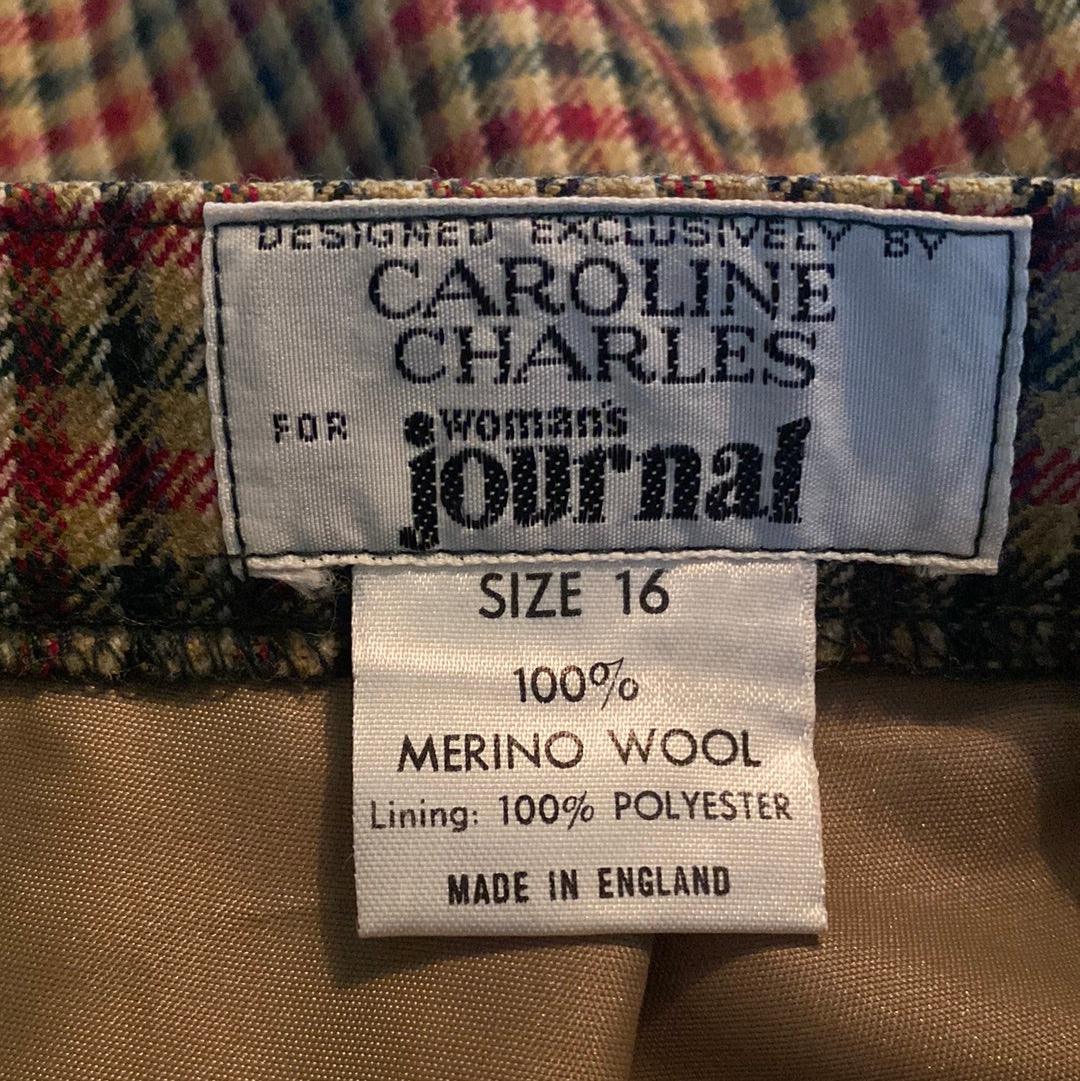 DESIGNED EXCLUSIVELY BY
CAROLINE
CHARLES
FOR woman's
journal
SIZE 16
100%
MERINO WOOL
Lining: 100% POLYESTER
MADE IN ENGLAND